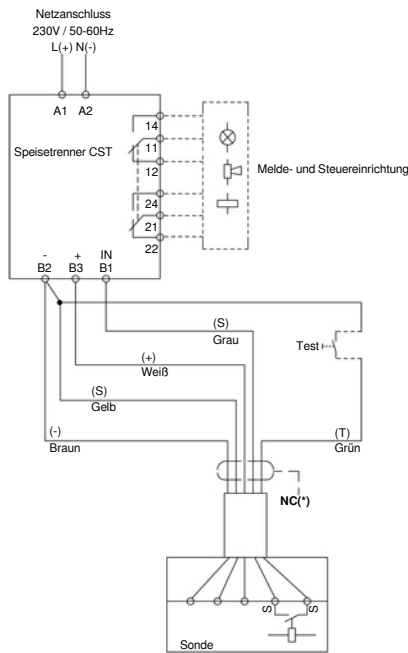 Netzanschluss
230V / 50-60Hz
L(+) N(-)
A1 A2
14
11
12
24
21
22
Speisetrenner CST
Melde- und Steuereinrichtung
- + IN
B2 B3 B1
(S)
Grau
Test
(+)
Weiß
(S)
Gelb
(-)
Braun
(T)
Grün
NC(*)
S S
Sonde